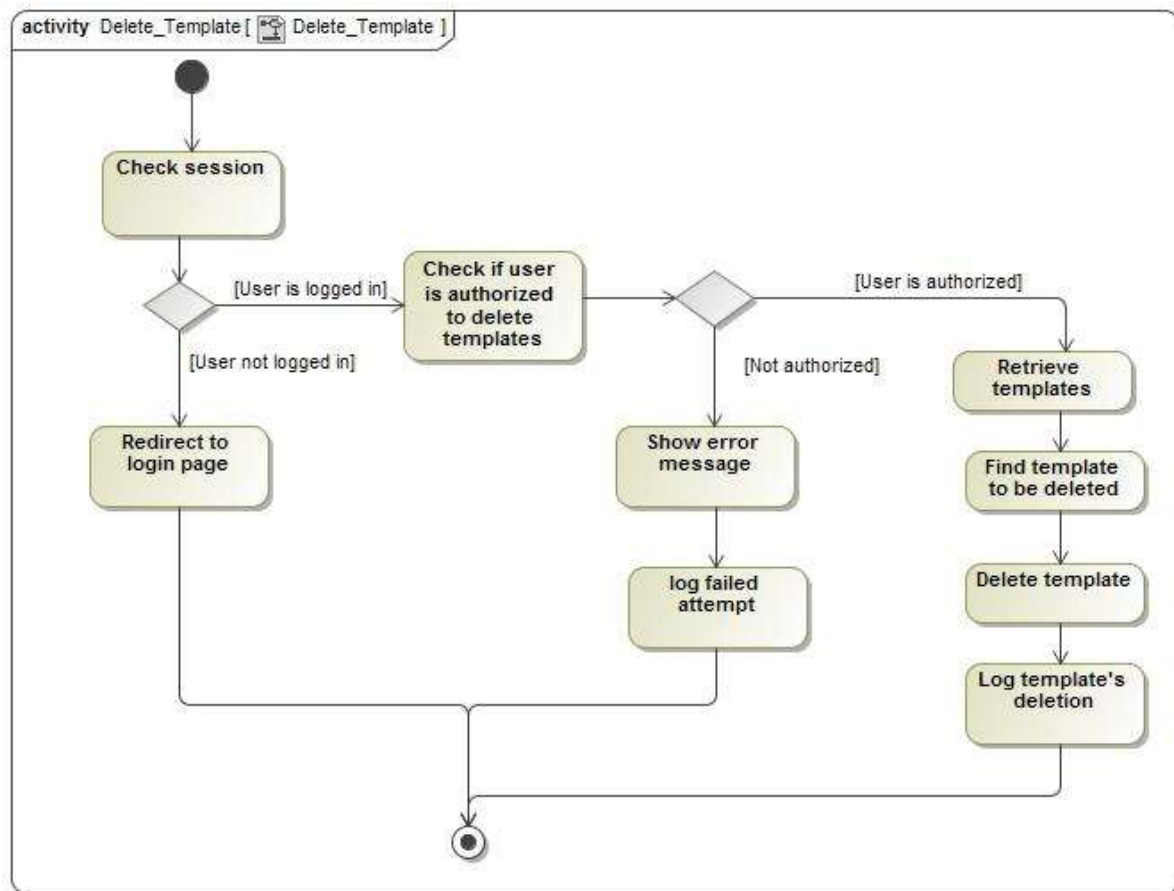 activity Delete_Template [ Delete_Template ]
Check session
[User is logged in]
[User not logged in]
Check if user
is authorized
to delete
templates
[User is authorized]
[Not authorized]
Redirect to
login page
Show error
message
log failed
attempt
Retrieve
templates
Find template
to be deleted
Delete template
Log template's
deletion